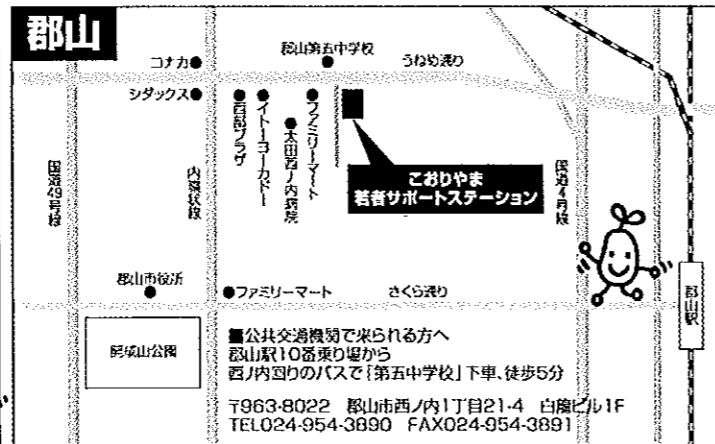 郡山
コナカ
郡山第五中学校
うねめ通り
シダックス
西部プラザ
イトーヨーカドー
太田西ノ内病院
ファミリーマート
こおりやま
若者サポートステーション
国道49号線
内環状線
国道4号線
郡山市役所
ファミリーマート
さくら通り
郡山駅
開成山公園
■公共交通機関で来られる方へ
郡山駅10番乗り場から
西ノ内回りのバスで「第五中学校」下車、徒歩5分
〒963-8022 郡山市西ノ内1丁目21-4 白龍ビル1F
TEL024-954-3890 FAX024-954-3891